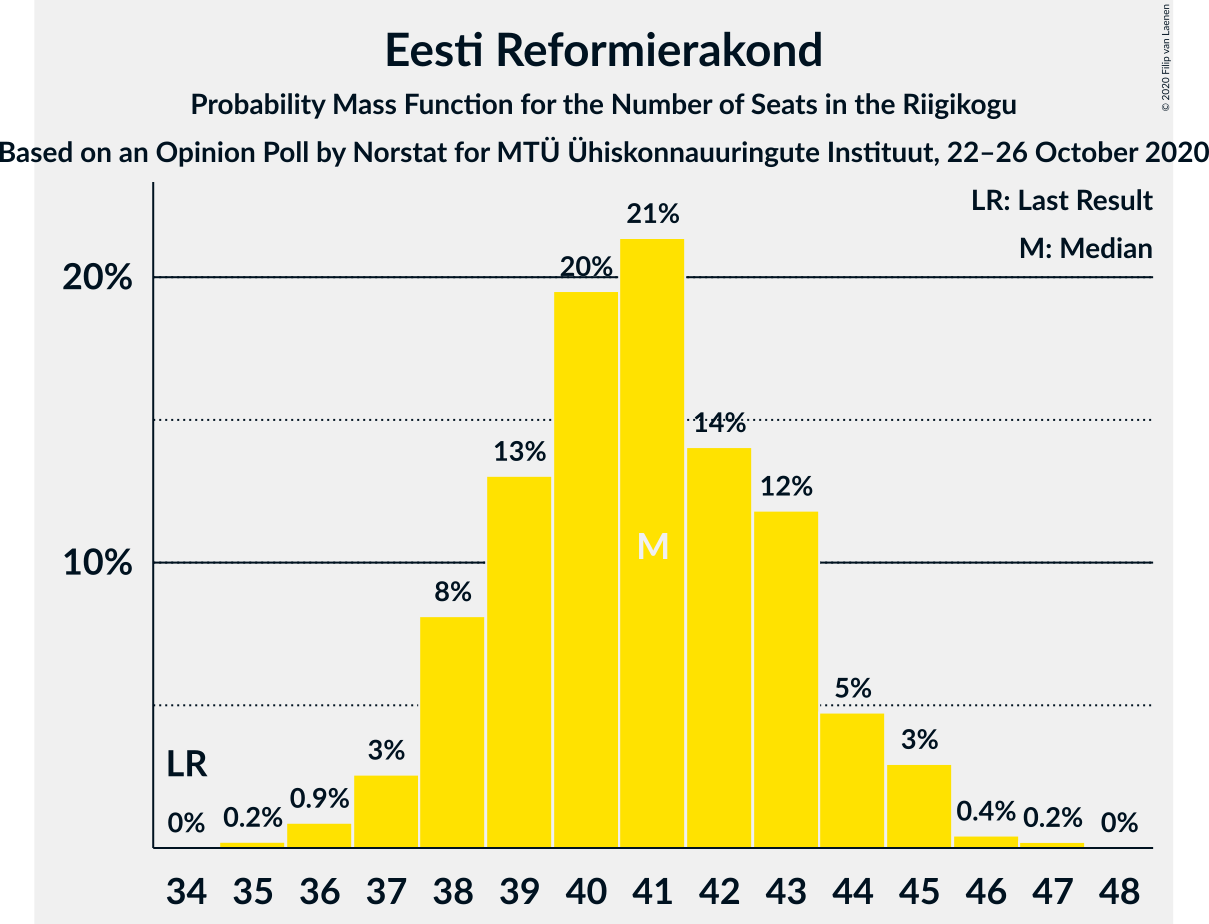 Eesti Reformierakond
Probability Mass Function for the Number of Seats in the Riigikogu
Based on an Opinion Poll by Norstat for MTÜ Ühiskonnauuringute Instituut, 22–26 October 2020
© 2020 Filip van Laenen
LR: Last Result
M: Median
20%
10%
LR
0%
0.2%
0.9%
3%
8%
13%
20%
21%
M
14%
12%
5%
3%
0.4%
0.2%
0%
34 35 36 37 38 39 40 41 42 43 44 45 46 47 48